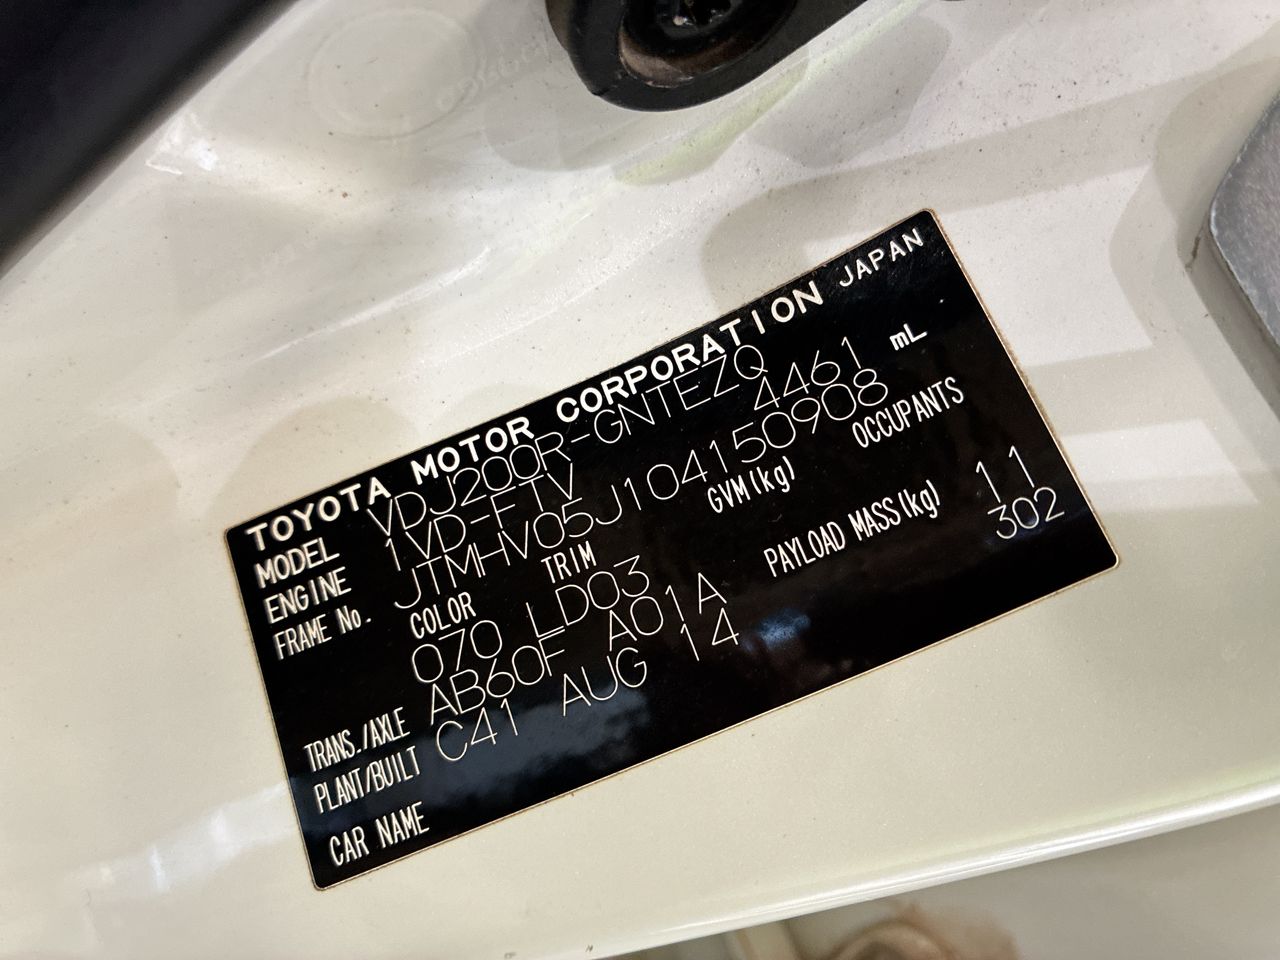 TOYOTA MOTOR CORPORATION JAPAN
MODEL VDJ200R-GNTEZQ
ENGINE 1VD-FTV 4461 mL
FRAME No. JTMHV05J104150908
COLOR TRIM GVM(kg) OCCUPANTS
070 LD03
PAYLOAD MASS(kg) 11
TRANS./AXLE AB60F A01A 302
PLANT/BUILT C41 AUG 14
CAR NAME